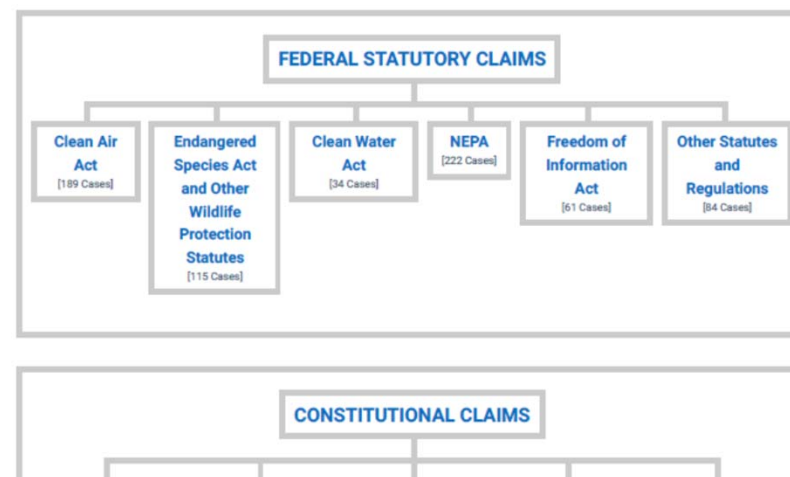 FEDERAL STATUTORY CLAIMS
Clean Air
Act
[189 Cases]
Endangered
Species Act
and Other
Wildlife
Protection
Statutes
[115 Cases]
Clean Water
Act
[34 Cases]
NEPA
[222 Cases]
Freedom of
Information
Act
[61 Cases]
Other Statutes
and
Regulations
[84 Cases]
CONSTITUTIONAL CLAIMS